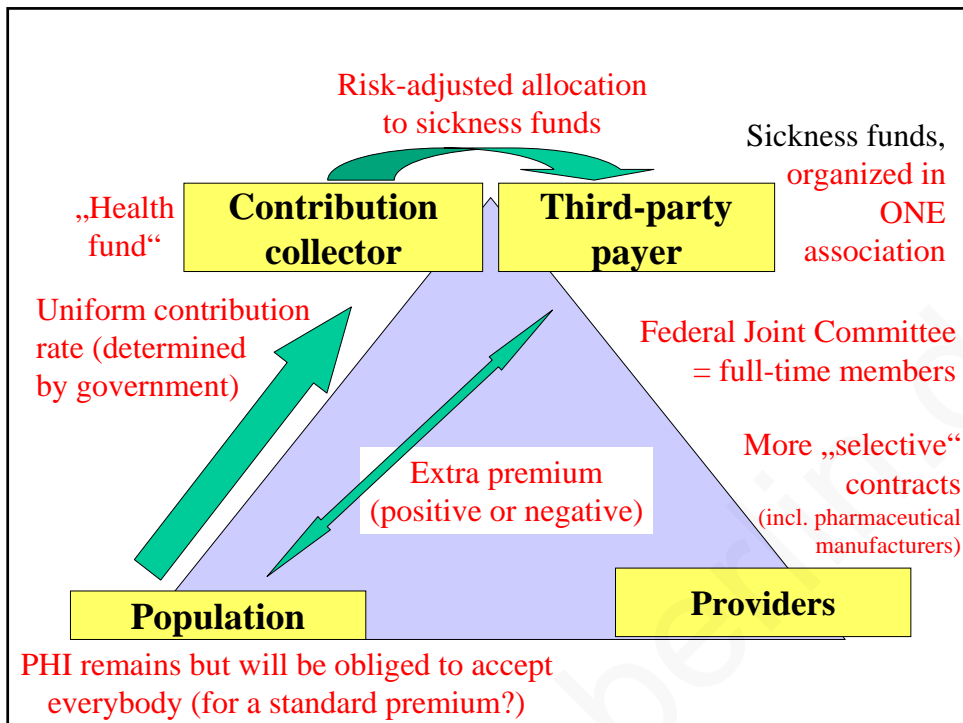 Risk-adjusted allocation
to sickness funds
Sickness funds,
organized in
ONE
association
„Health
fund“
Contribution
collector
Third-party
payer
Uniform contribution
rate (determined
by government)
Federal Joint Committee
= full-time members
Extra premium
(positive or negative)
More „selective“
contracts
(incl. pharmaceutical
manufacturers)
Population
Providers
PHI remains but will be obliged to accept
everybody (for a standard premium?)